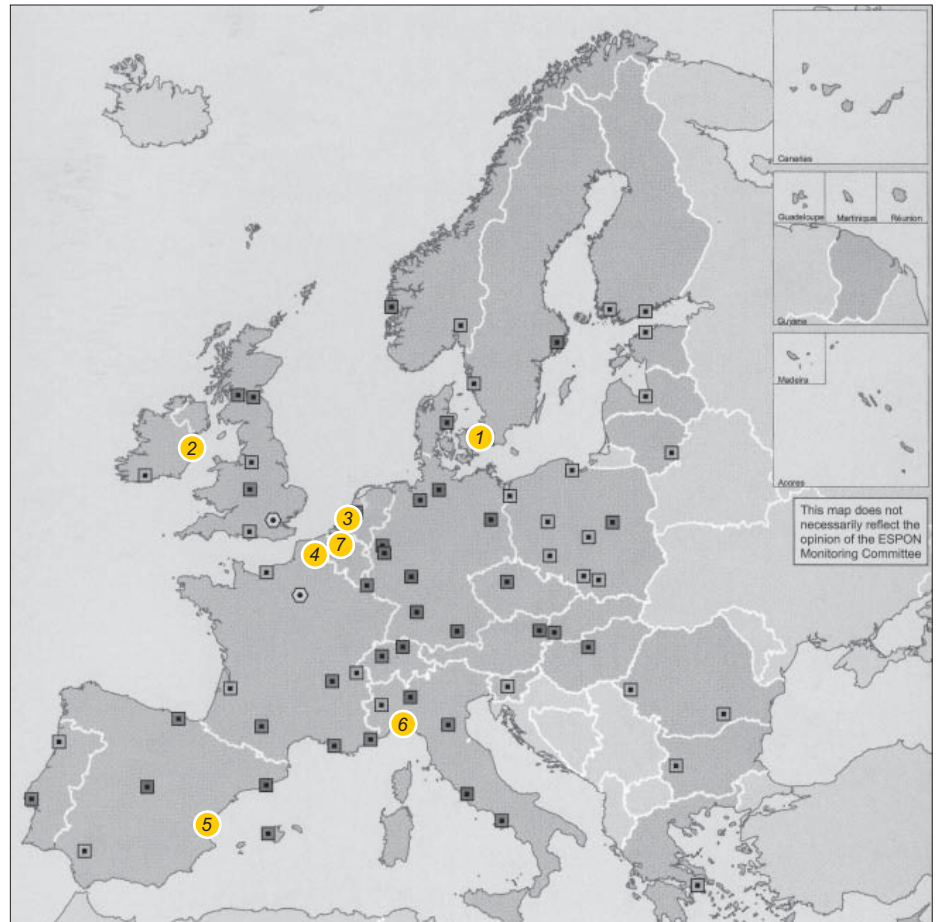 Canarias
Guadeloupe
Martinique
Réunion
Guyane
Madeira
Acores
This map does not
necessarily reflect the
opinion of the ESPON
Monitoring Committee
1
2
3
7
4
6
5